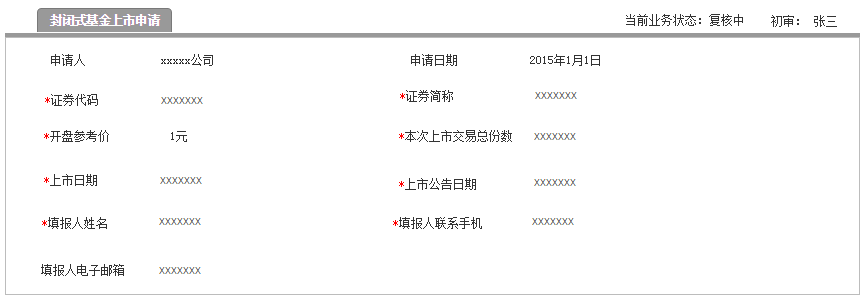 封闭式基金上市申请 当前业务状态：复核中 初审： 张三
申请人 xxxxx公司 申请日期 2015年1月1日
*证券代码 XXXXXXX *证券简称 XXXXXXX
*开盘参考价 1元 *本次上市交易总份数 XXXXXXX
*上市日期 XXXXXXX *上市公告日期 XXXXXXX
*填报人姓名 XXXXXXX *填报人联系手机 XXXXXXX
填报人电子邮箱 XXXXXXX